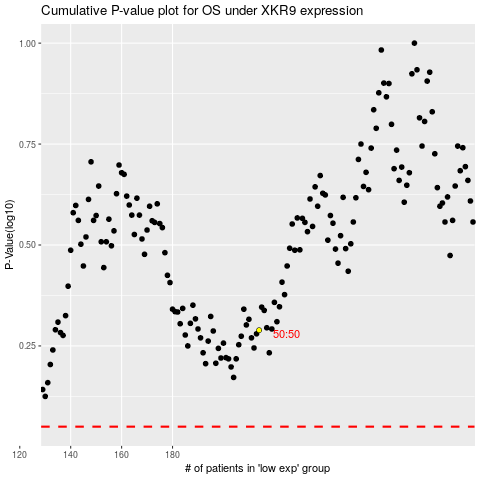 Cumulative P-value plot for OS under XKR9 expression
P-Value(log10)
1.00
0.75
0.50
0.25
50:50
120 140 160 180
# of patients in 'low exp' group